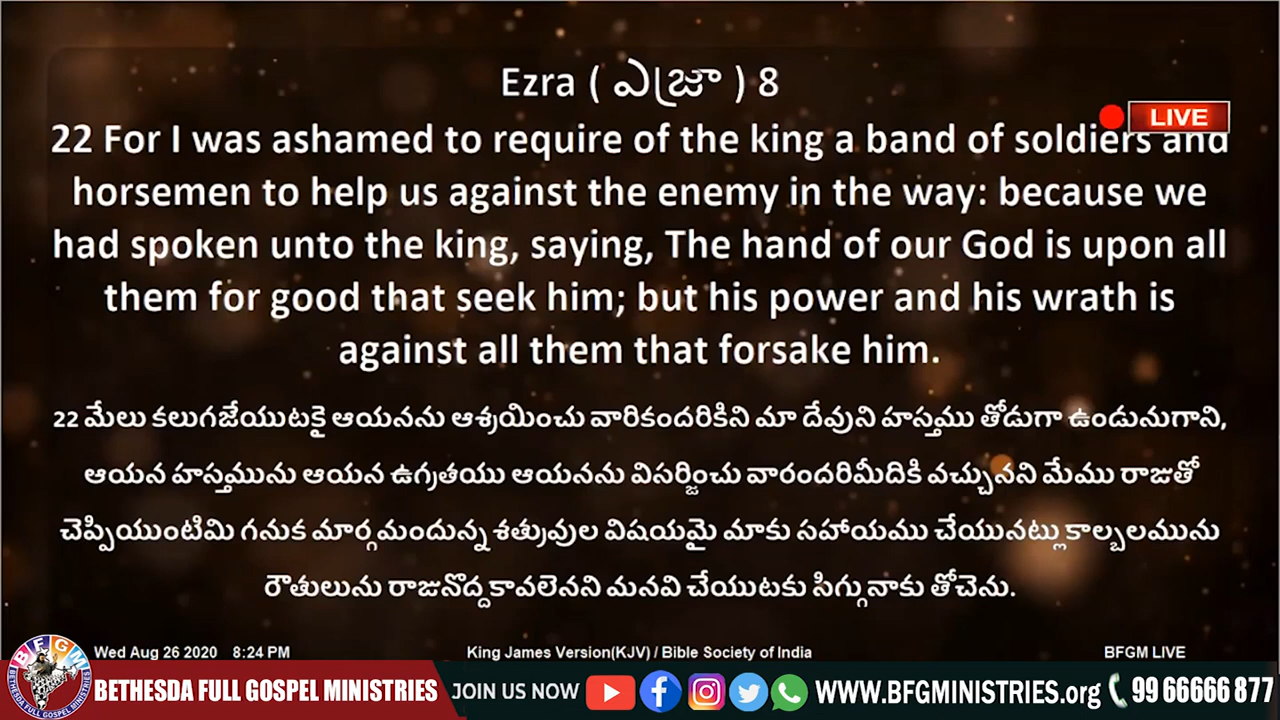 Ezra ( ఎజ్రా ) 8
LIVE
22 For I was ashamed to require of the king a band of soldiers and
horsemen to help us against the enemy in the way: because we
had spoken unto the king, saying, The hand of our God is upon all
them for good that seek him; but his power and his wrath is
against all them that forsake him.
22 మేలు కలుగజేయుటకై ఆయనను ఆశ్రయించు వారికందరికిని మా దేవుని హస్తము తోడుగా ఉండునుగాని,
ఆయన హస్తమును ఆయన ఉగ్రతయు ఆయనను విసర్జించు వారందరిమీదికి వచ్చునని మేము రాజుతో
చెప్పియుంటిమి గనుక మార్గమందున్న శత్రువుల విషయమై మాకు సహాయము చేయునట్లు కాల్బలమును
రౌతులును రాజునొద్ద కావలెనని మనవి చేయుటకు సిగ్గు నాకు తోచెను.
Wed Aug 26 2020 8:24 PM King James Version(KJV) / Bible Society of India BFGM LIVE
BFGM
BETHESDA FULL GOSPEL MINISTRIES
BETHESDA FULL GOSPEL MINISTRIES JOIN US NOW WWW.BFGMINISTRIES.org 99 66666 877